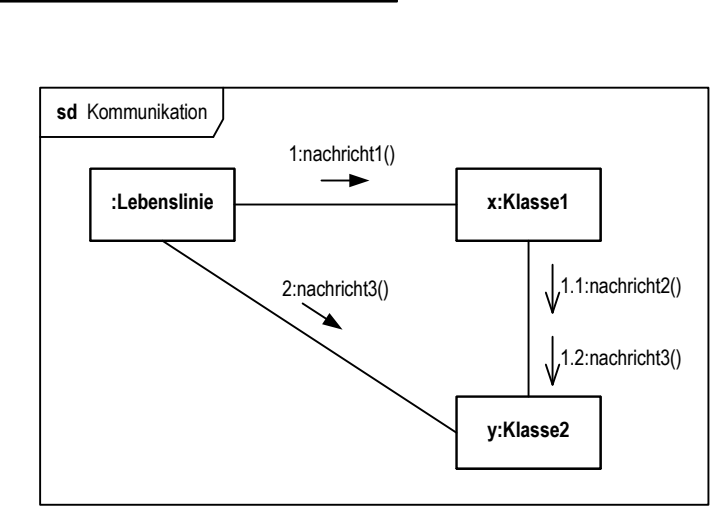 sd Kommunikation
1:nachricht1()
:Lebenslinie
x:Klasse1
2:nachricht3()
1.1:nachricht2()
1.2:nachricht3()
y:Klasse2